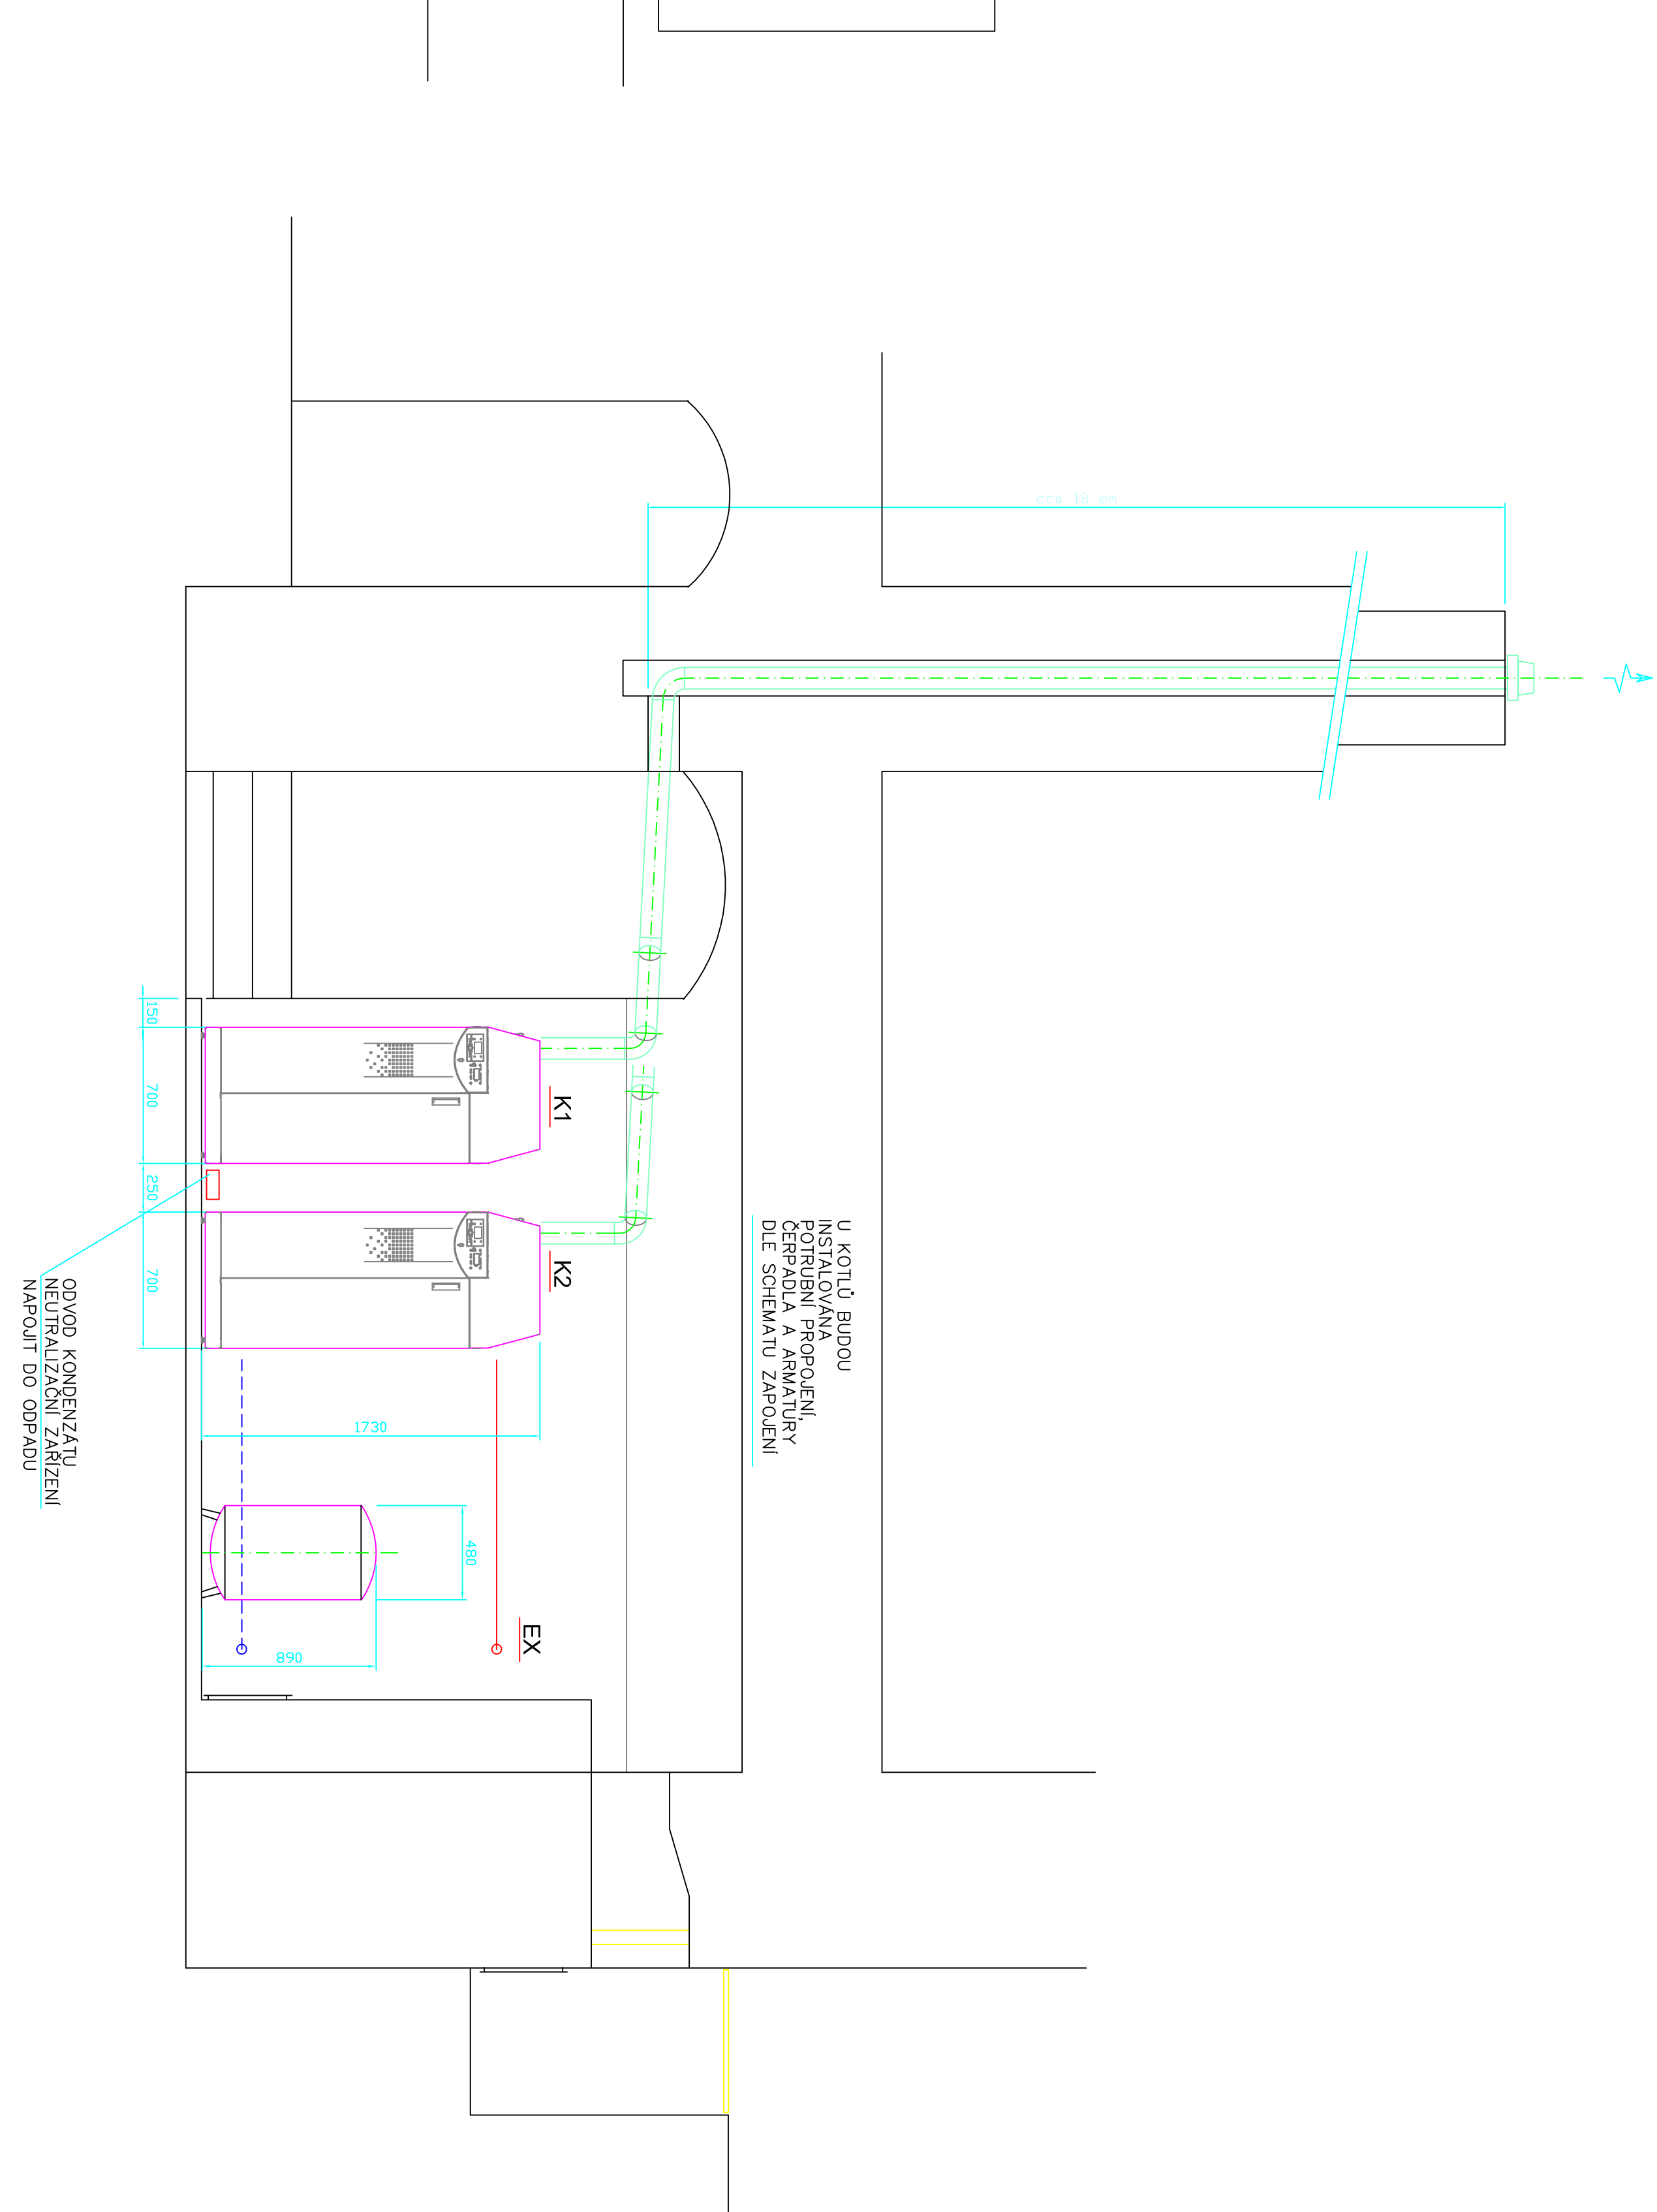 cca 18 bm
U KOTLŮ BUDOU
INSTALOVÁNA
POTRUBNÍ PROPOJENÍ,
ČERPADLA A ARMATURY
DLE SCHEMATU ZAPOJENÍ
K1
K2
EX
1730
480
890
150
700
250
700
ODVOD KONDENZÁTU
NEUTRALIZAČNÍ ZAŘÍZENÍ
NAPOJIT DO ODPADU